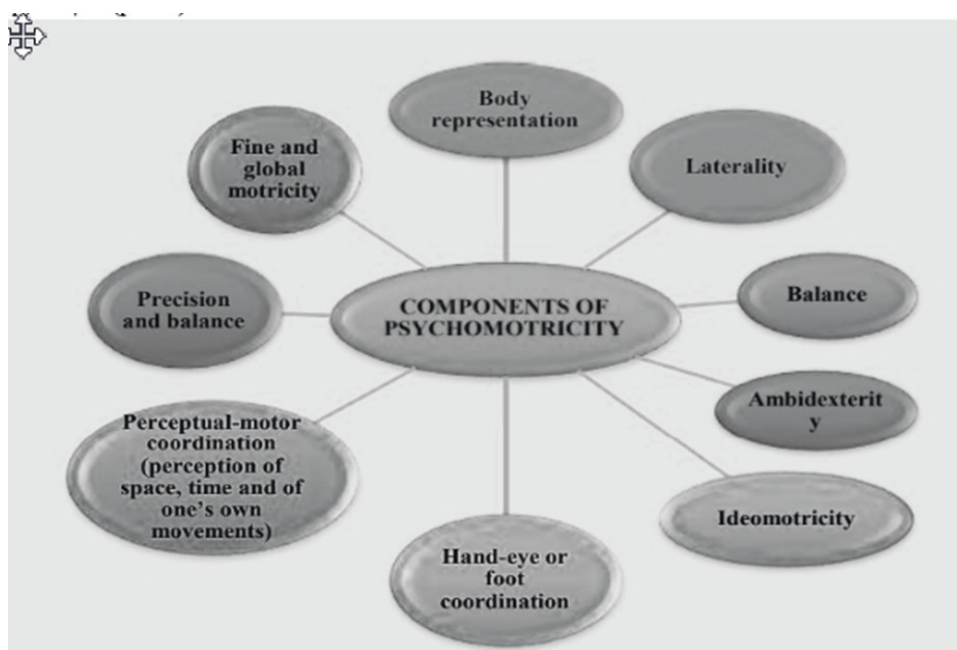 Body
representation
Fine and
global
motricity
Laterality
Precision
and balance
COMPONENTS OF
PSYCHOMOTRICITY
Balance
Ambidexterit
y
Perceptual-motor
coordination
(perception of
space, time and of
one's own
movements)
Ideomotricity
Hand-eye or
foot
coordination